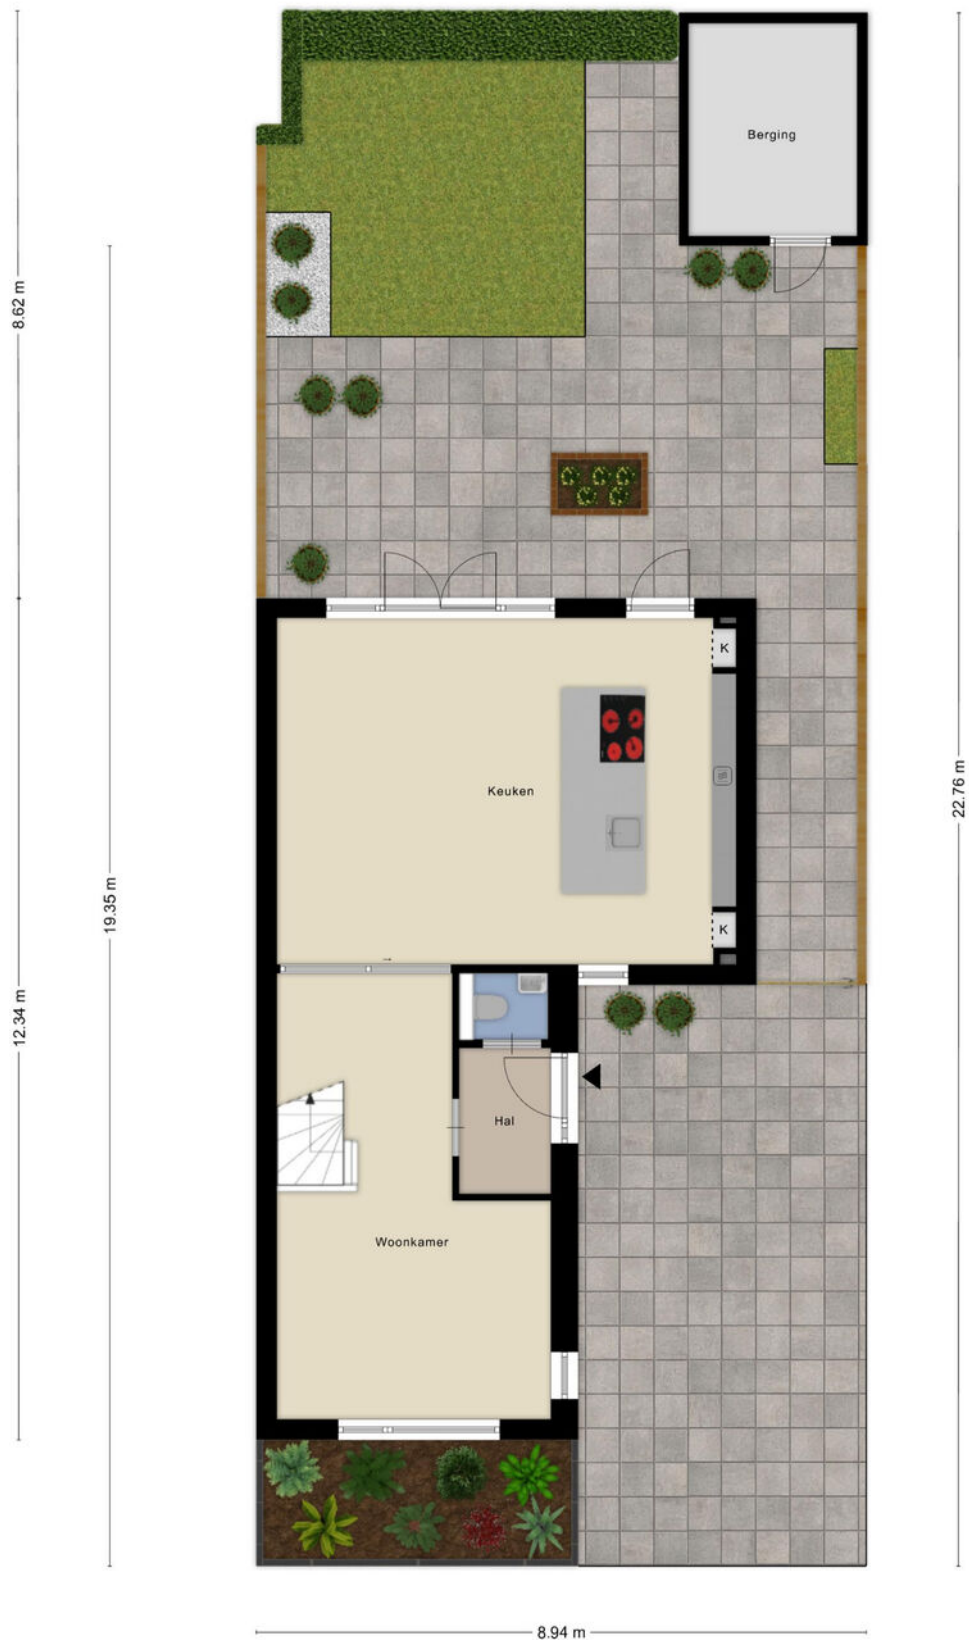 Berging
8.62 m
K
22.76 m
Keuken
19.35 m
K
12.34 m
Hal
Woonkamer
8.94 m